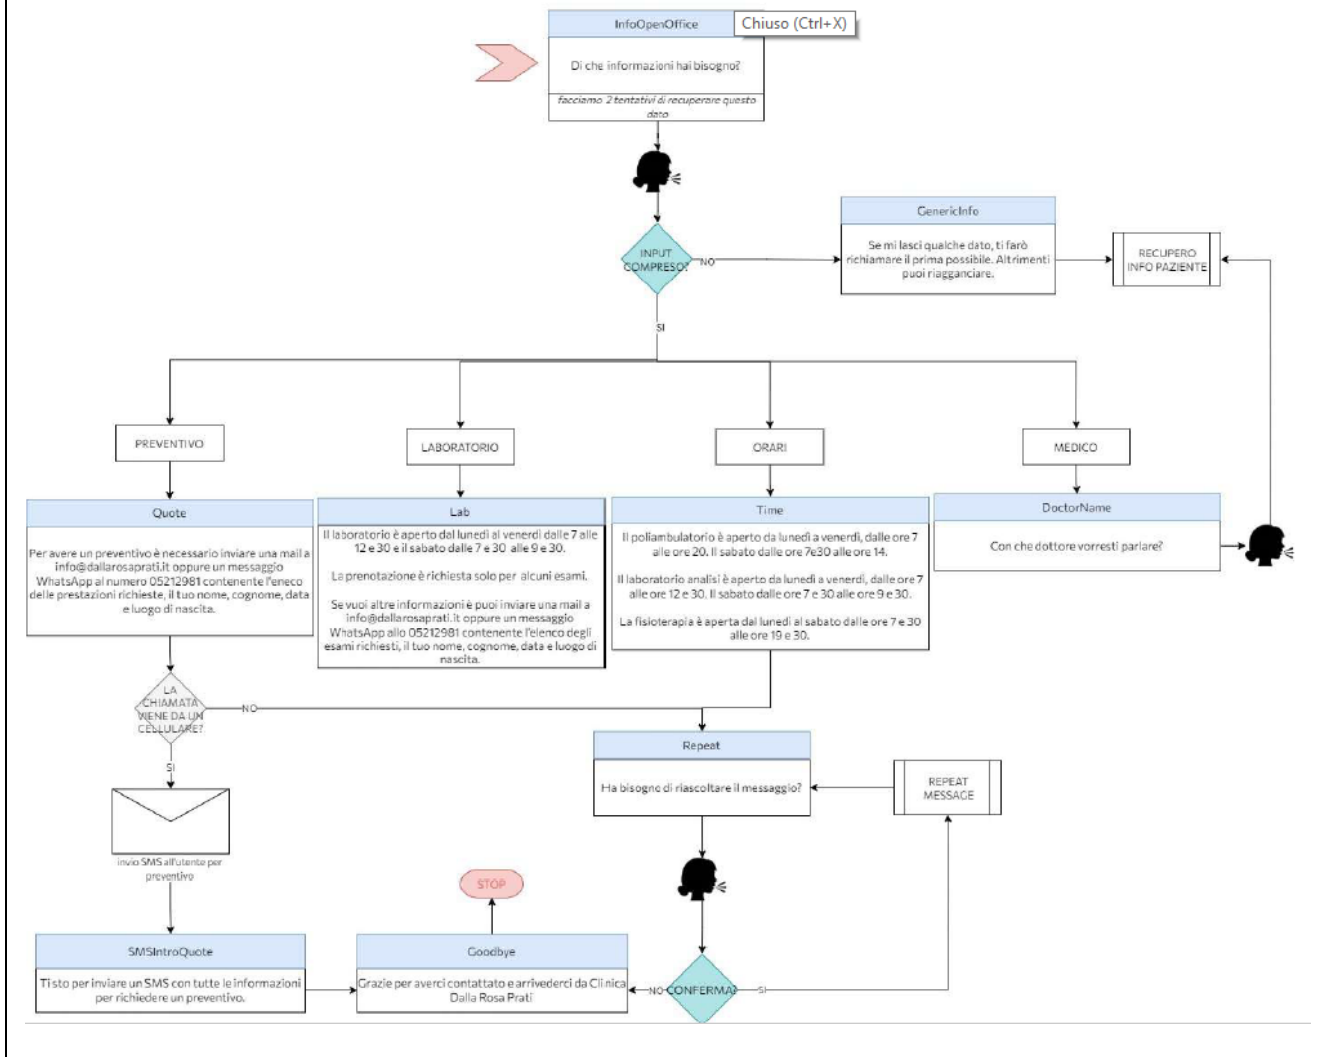 InfoOpenOffice
Chiuso (Ctrl+X)
Di che informazioni hai bisogno?
facciamo 2 tentativi di recuperare questo
dato
INPUT
COMPRESO?
NO
GenericInfo
Se mi lasci qualche dato, ti farò
richiamare il prima possibile. Altrimenti
puoi riagganciare.
RECUPERO
INFO PAZIENTE
SI
PREVENTIVO
LABORATORIO
ORARI
MEDICO
Quote
Per avere un preventivo è necessario inviare una mail a
info@dallarosaprati.it oppure un messaggio
WhatsApp al numero 05212981 contenente l'eneco
delle prestazioni richieste, il tuo nome, cognome, data
e luogo di nascita.
Lab
Il laboratorio è aperto dal lunedì al venerdì dalle 7 alle
12 e 30 e il sabato dalle 7 e 30 alle 9 e 30.
La prenotazione è richiesta solo per alcuni esami.
Se vuoi altre informazioni è puoi inviare una mail a
info@dallarosaprati.it oppure un messaggio
WhatsApp allo 05212981 contenente l'elenco degli
esami richiesti, il tuo nome, cognome, data e luogo di
nascita.
Time
Il poliambulatorio è aperto da lunedì a venerdì, dalle ore 7
alle ore 20. Il sabato dalle ore 7e30 alle ore 14.
Il laboratorio analisi è aperto da lunedì a venerdì, dalle ore 7
alle ore 12 e 30. Il sabato dalle ore 7 e 30 alle ore 9 e 30.
La fisioterapia è aperta dal lunedì al sabato dalle ore 7 e 30
alle ore 19 e 30.
DoctorName
Con che dottore vorresti parlare?
LA
CHIAMATA
VIENE DA UN
CELLULARE?
NO
SI
invio SMS all'utente per
preventivo
Repeat
Ha bisogno di riascoltare il messaggio?
REPEAT
MESSAGE
STOP
SMSIntroQuote
Ti sto per inviare un SMS con tutte le informazioni
per richiedere un preventivo.
Goodbye
Grazie per averci contattato e arrivederci da Clinica
Dalla Rosa Prati
NO
CONFERMA?
SI